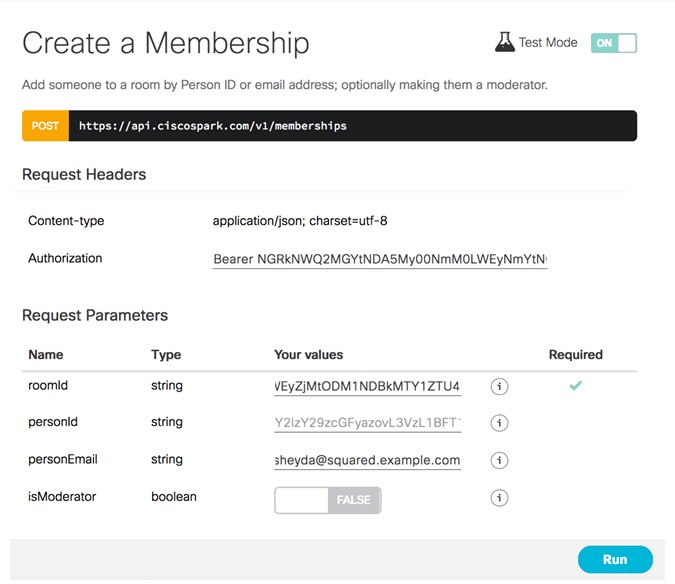 Create a Membership
Test Mode ON
Add someone to a room by Person ID or email address; optionally making them a moderator.
POST https://api.ciscospark.com/v1/memberships
Request Headers
Content-type application/json; charset=utf-8
Authorization Bearer NGRkNWQ2MGYtNDA5My00NmM0LWEyNmYtN
Request Parameters
Name Type Your values Required
roomId string WEyZjMtODM1NDBkMTY1ZTU4
personId string Y2lzY29zcGFyazovL3VzL1BFT
personEmail string sheyda@squared.example.com
isModerator boolean FALSE
Run